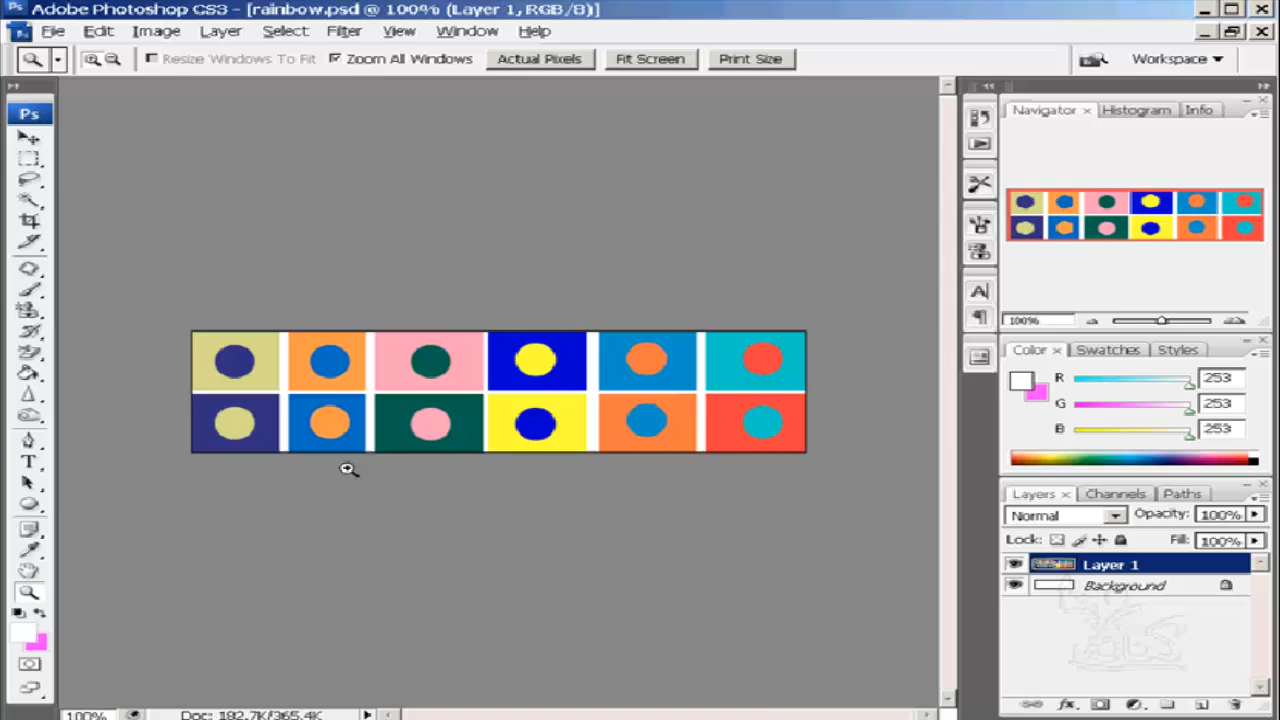 Adobe Photoshop CS3 - [rainbow.psd @ 100% (Layer 1, RGB/8)]
File Edit Image Layer Select Filter View Window Help
Resize Windows To Fit Zoom All Windows Actual Pixels Fit Screen Print Size Workspace
Ps
Navigator Histogram Info
100%
Color Swatches Styles
R 253
G 253
B 253
T
A
Layers Channels Paths
Normal Opacity: 100%
Lock: Fill: 100%
Layer 1
Background
100% Doc: 182.7K/365.4K